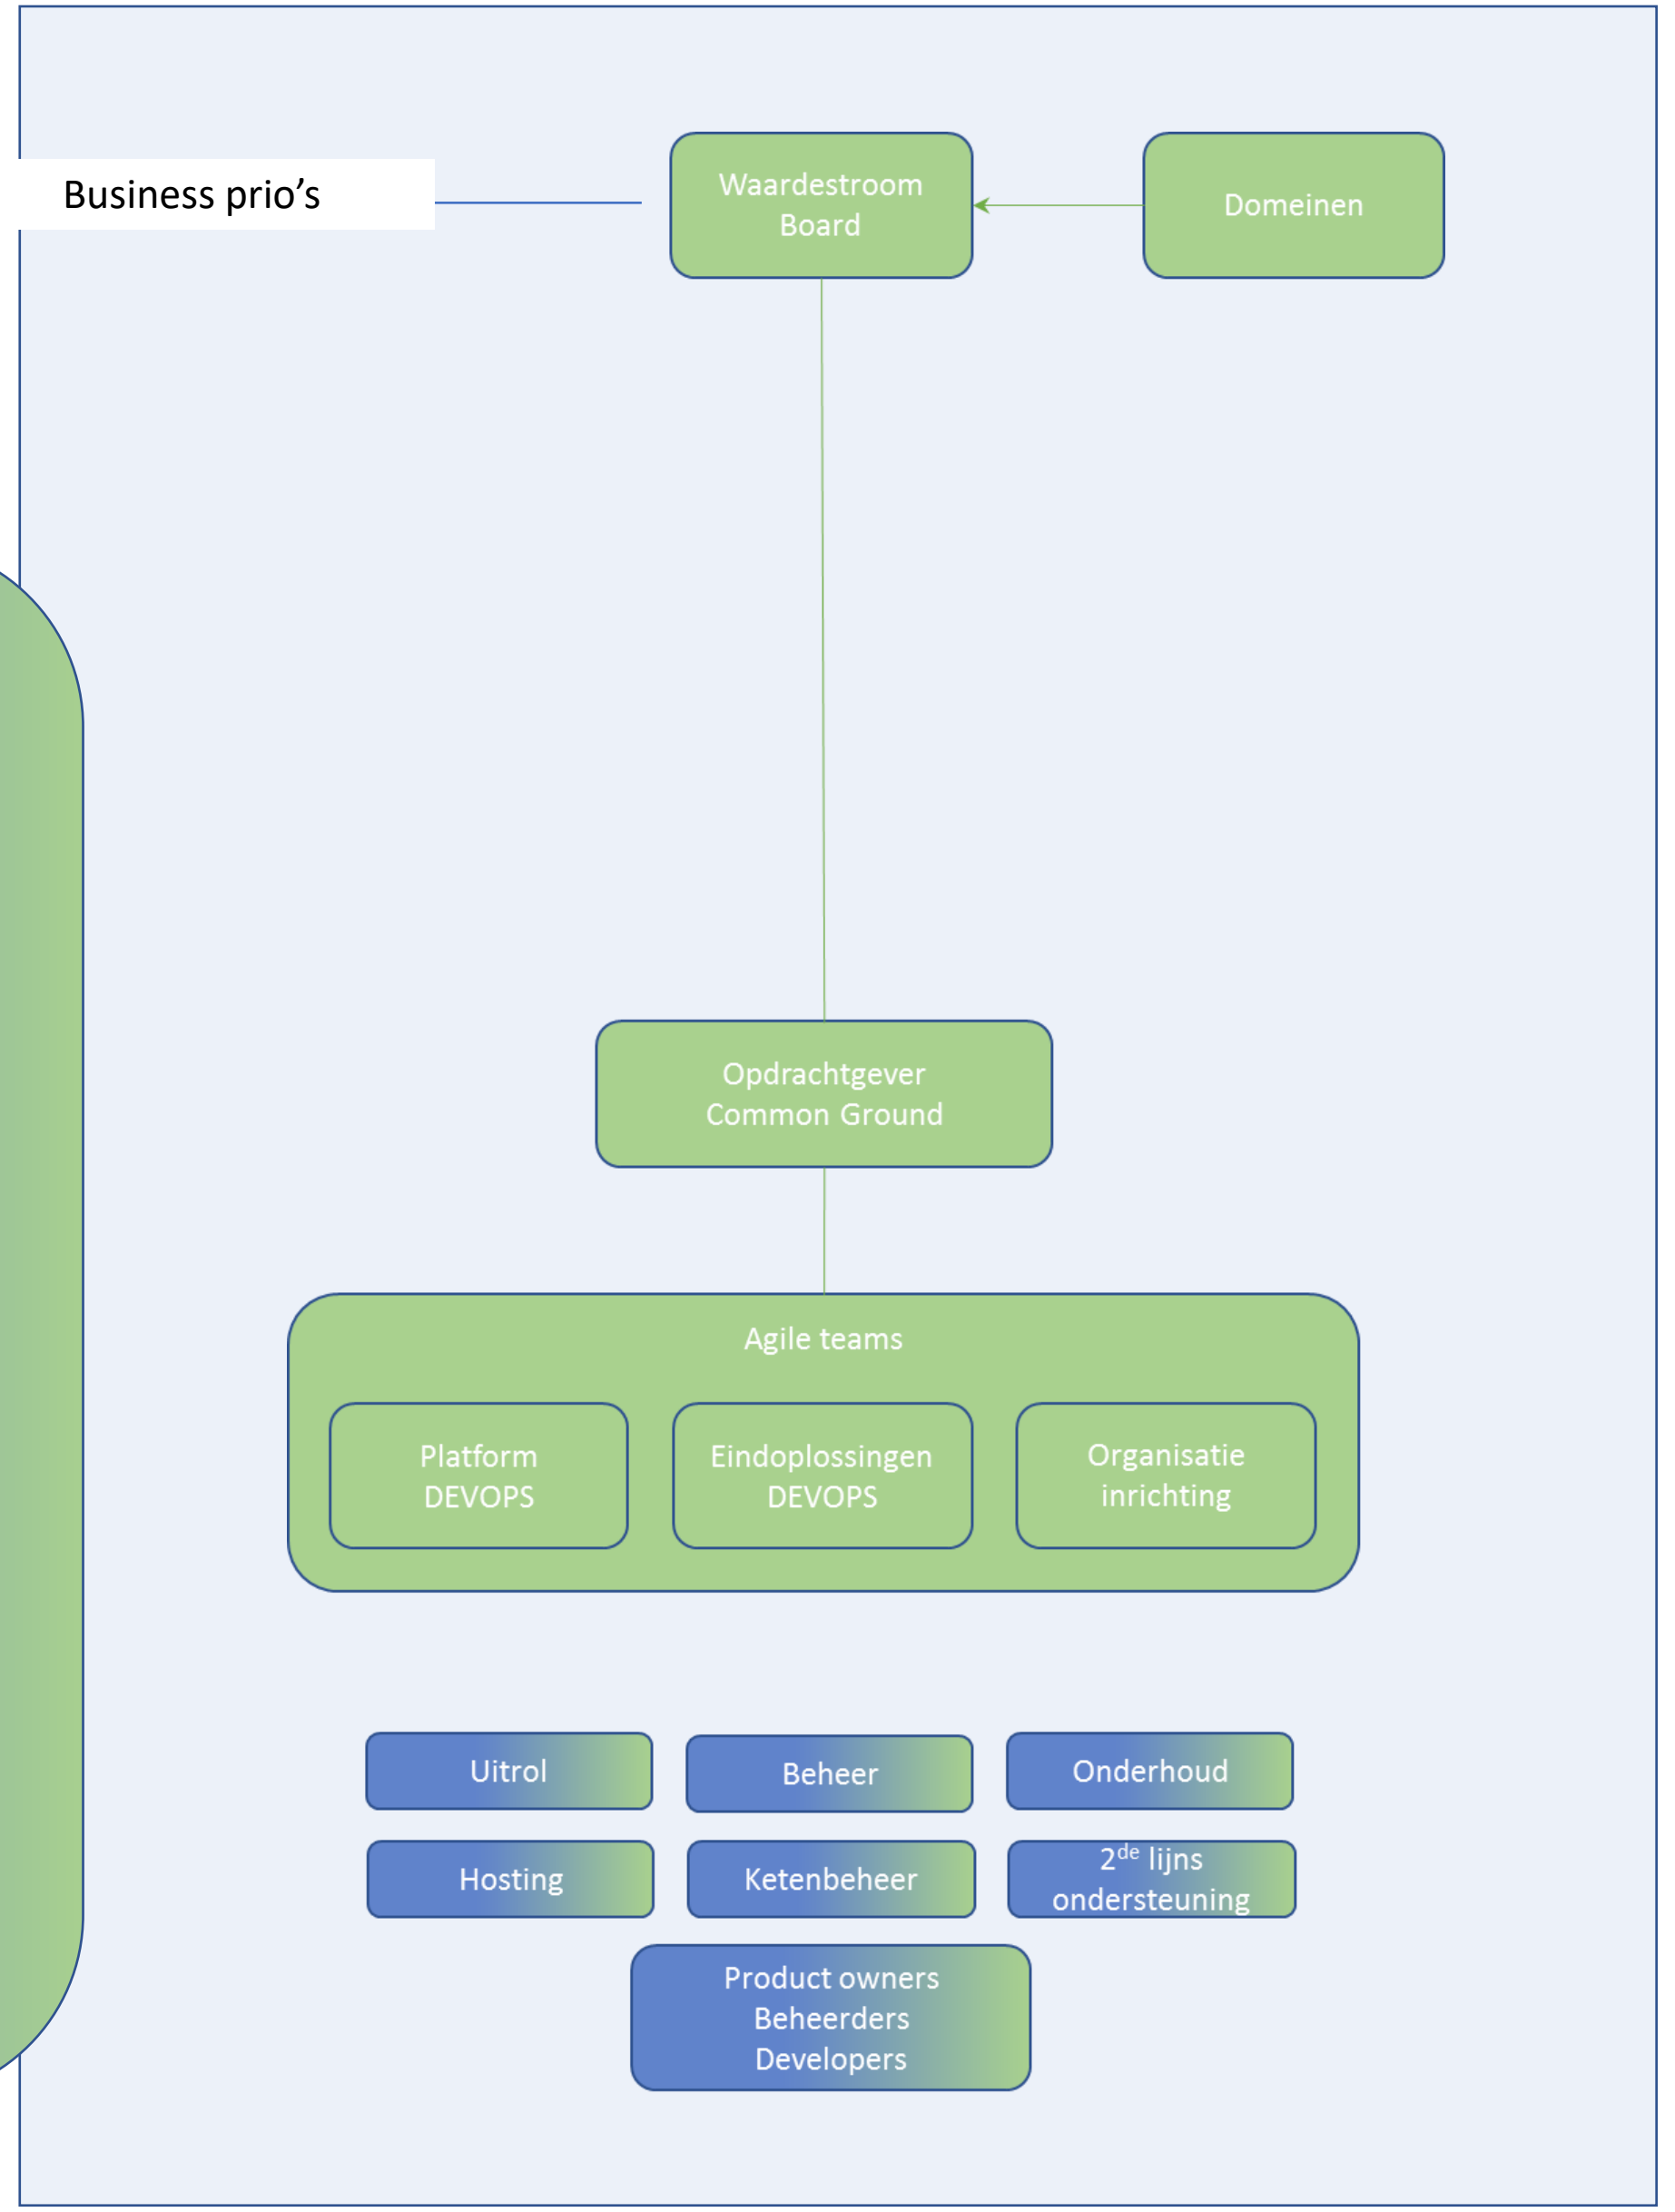 Business prio’s
Waardestroom
Board
Domeinen
Opdrachtgever
Common Ground
Agile teams
Platform
DEVOPS
Eindoplossingen
DEVOPS
Organisatie
inrichting
Uitrol
Beheer
Onderhoud
Hosting
Ketenbeheer
2de lijns
ondersteuning
Product owners
Beheerders
Developers